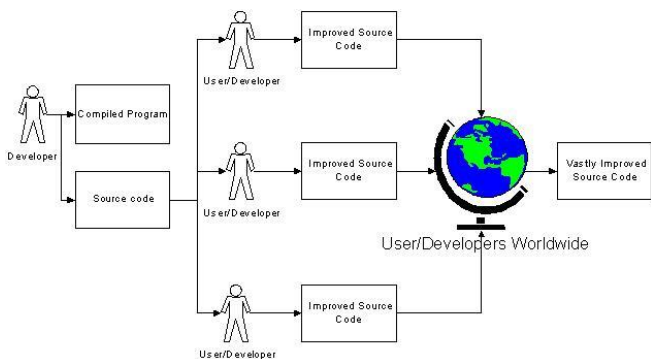 User/Developer
Improved Source
Code
Developer
Compiled Program
Source code
User/Developer
Improved Source
Code
User/Developers Worldwide
Vastly Improved
Source Code
User/Developer
Improved Source
Code